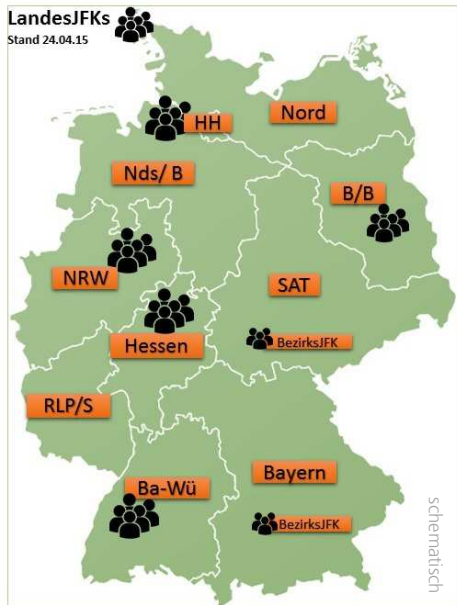 LandesJFKs
Stand 24.04.15
HH
Nord
Nds/ B
B/B
NRW
SAT
Hessen
BezirksJFK
RLP/S
Ba-Wü
Bayern
BezirksJFK
schematisch